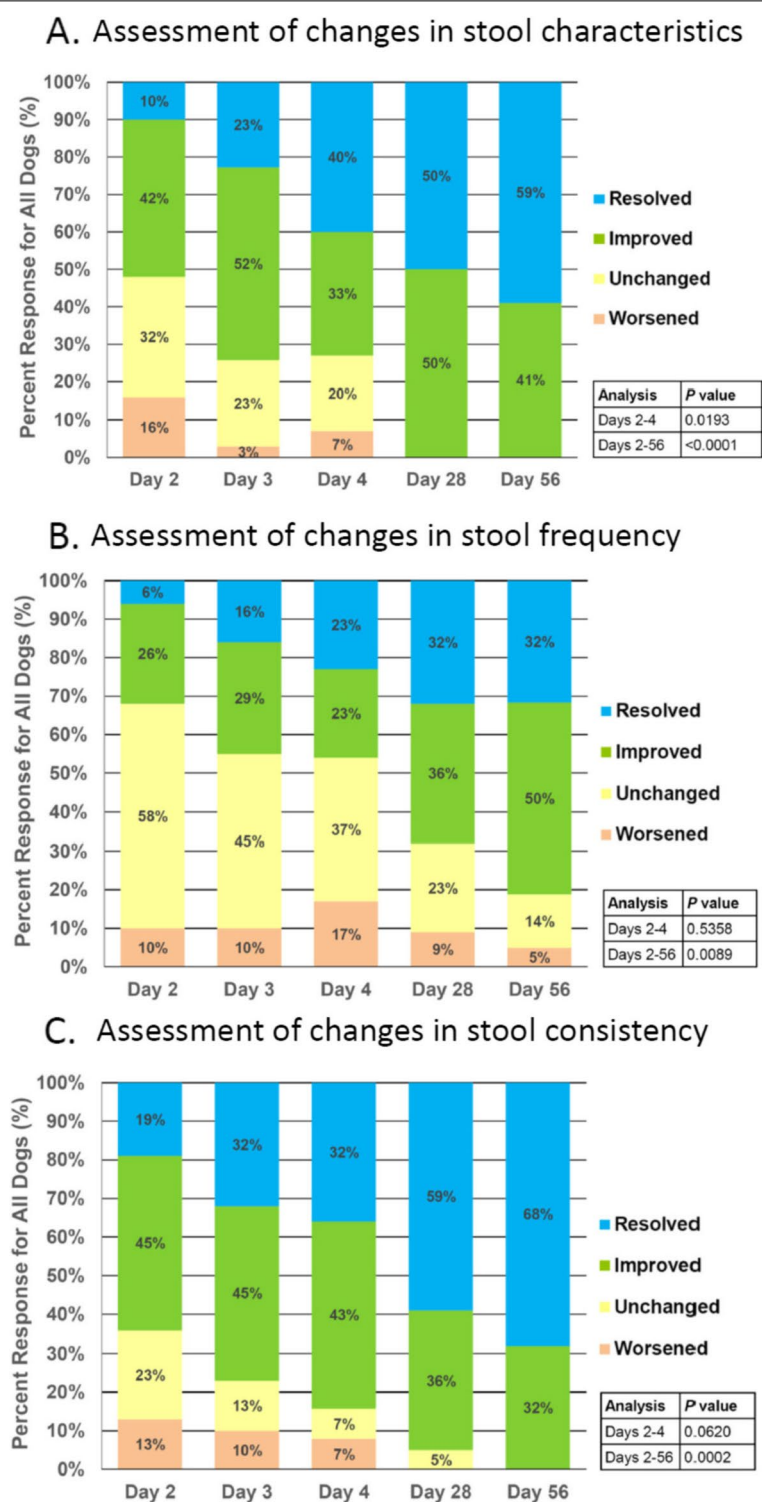 A. Assessment of changes in stool characteristics
Percent Response for All Dogs (%)
100%
90%
80%
70%
60%
50%
40%
30%
20%
10%
0%
10%
42%
32%
16%
23%
52%
23%
3%
40%
33%
20%
7%
50%
50%
59%
41%
Day 2 Day 3 Day 4 Day 28 Day 56
Resolved
Improved
Unchanged
Worsened
Analysis P value
Days 2-4 0.0193
Days 2-56 <0.0001
B. Assessment of changes in stool frequency
Percent Response for All Dogs (%)
100%
90%
80%
70%
60%
50%
40%
30%
20%
10%
0%
6%
26%
58%
10%
16%
29%
45%
10%
23%
23%
37%
17%
32%
36%
23%
9%
32%
50%
14%
5%
Day 2 Day 3 Day 4 Day 28 Day 56
Resolved
Improved
Unchanged
Worsened
Analysis P value
Days 2-4 0.5358
Days 2-56 0.0089
C. Assessment of changes in stool consistency
Percent Response for All Dogs (%)
100%
90%
80%
70%
60%
50%
40%
30%
20%
10%
0%
19%
45%
23%
13%
32%
45%
13%
10%
32%
43%
7%
7%
59%
36%
5%
68%
32%
Day 2 Day 3 Day 4 Day 28 Day 56
Resolved
Improved
Unchanged
Worsened
Analysis P value
Days 2-4 0.0620
Days 2-56 0.0002